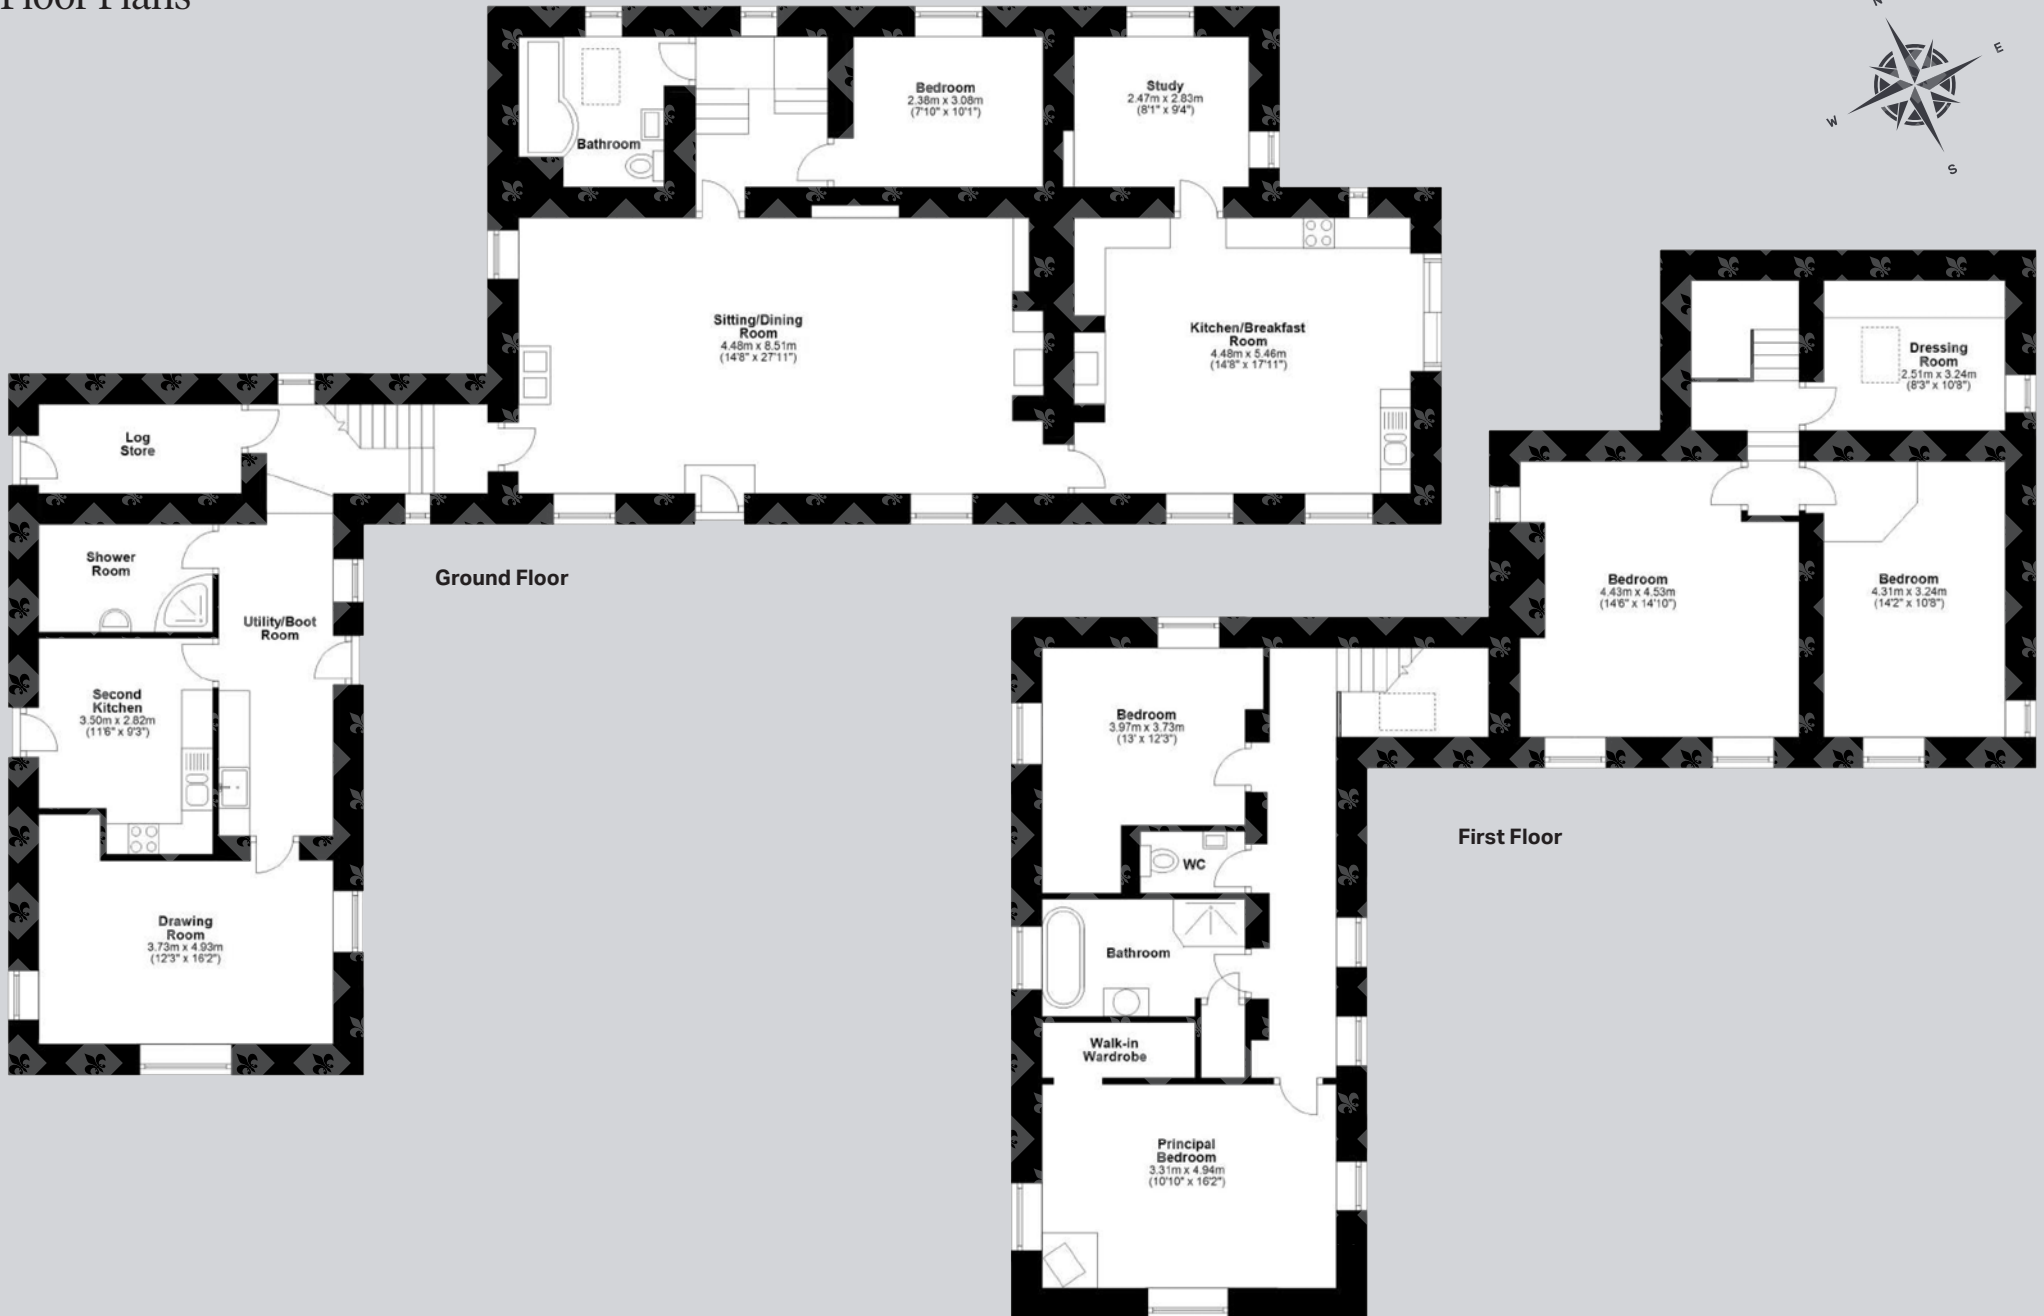 Floor Plans
N
E
W
S
Bathroom
Bedroom
2.38m x 3.08m
(7'10" x 10'1")
Study
2.47m x 2.83m
(8'1" x 9'4")
Sitting/Dining
Room
4.48m x 8.51m
(14'8" x 27'11")
Kitchen/Breakfast
Room
4.48m x 5.46m
(14'8" x 17'11")
Log
Store
Shower
Room
Utility/Boot
Room
Second
Kitchen
3.50m x 2.82m
(11'6" x 9'3")
Drawing
Room
3.73m x 4.93m
(12'3" x 16'2")
Ground Floor
Dressing
Room
2.51m x 3.24m
(8'3" x 10'8")
Bedroom
4.43m x 4.53m
(14'6" x 14'10")
Bedroom
4.31m x 3.24m
(14'2" x 10'8")
Bedroom
3.97m x 3.73m
(13' x 12'3")
WC
Bathroom
Walk-in
Wardrobe
Principal
Bedroom
3.31m x 4.94m
(10'10" x 16'2")
First Floor